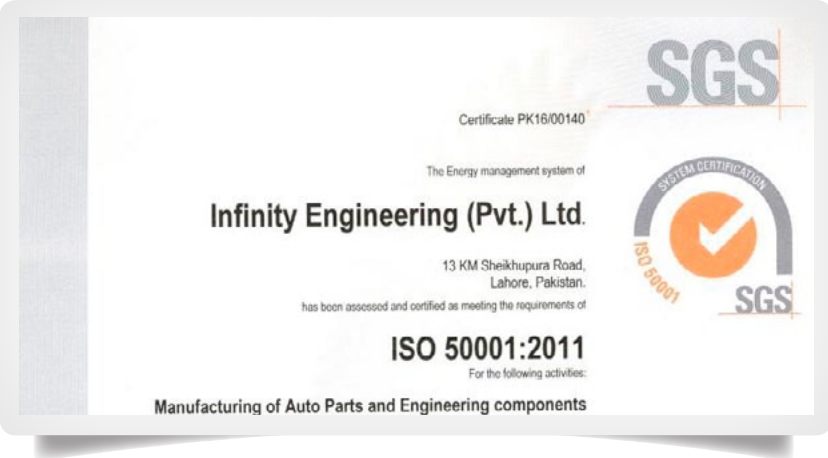 SGS
Certificate PK16/00140
The Energy management system of
Infinity Engineering (Pvt.) Ltd.
13 KM Sheikhupura Road,
Lahore, Pakistan.
has been assessed and certified as meeting the requirements of
ISO 50001:2011
For the following activities:
Manufacturing of Auto Parts and Engineering components
SYSTEM CERTIFICATION
ISO 50001
SGS